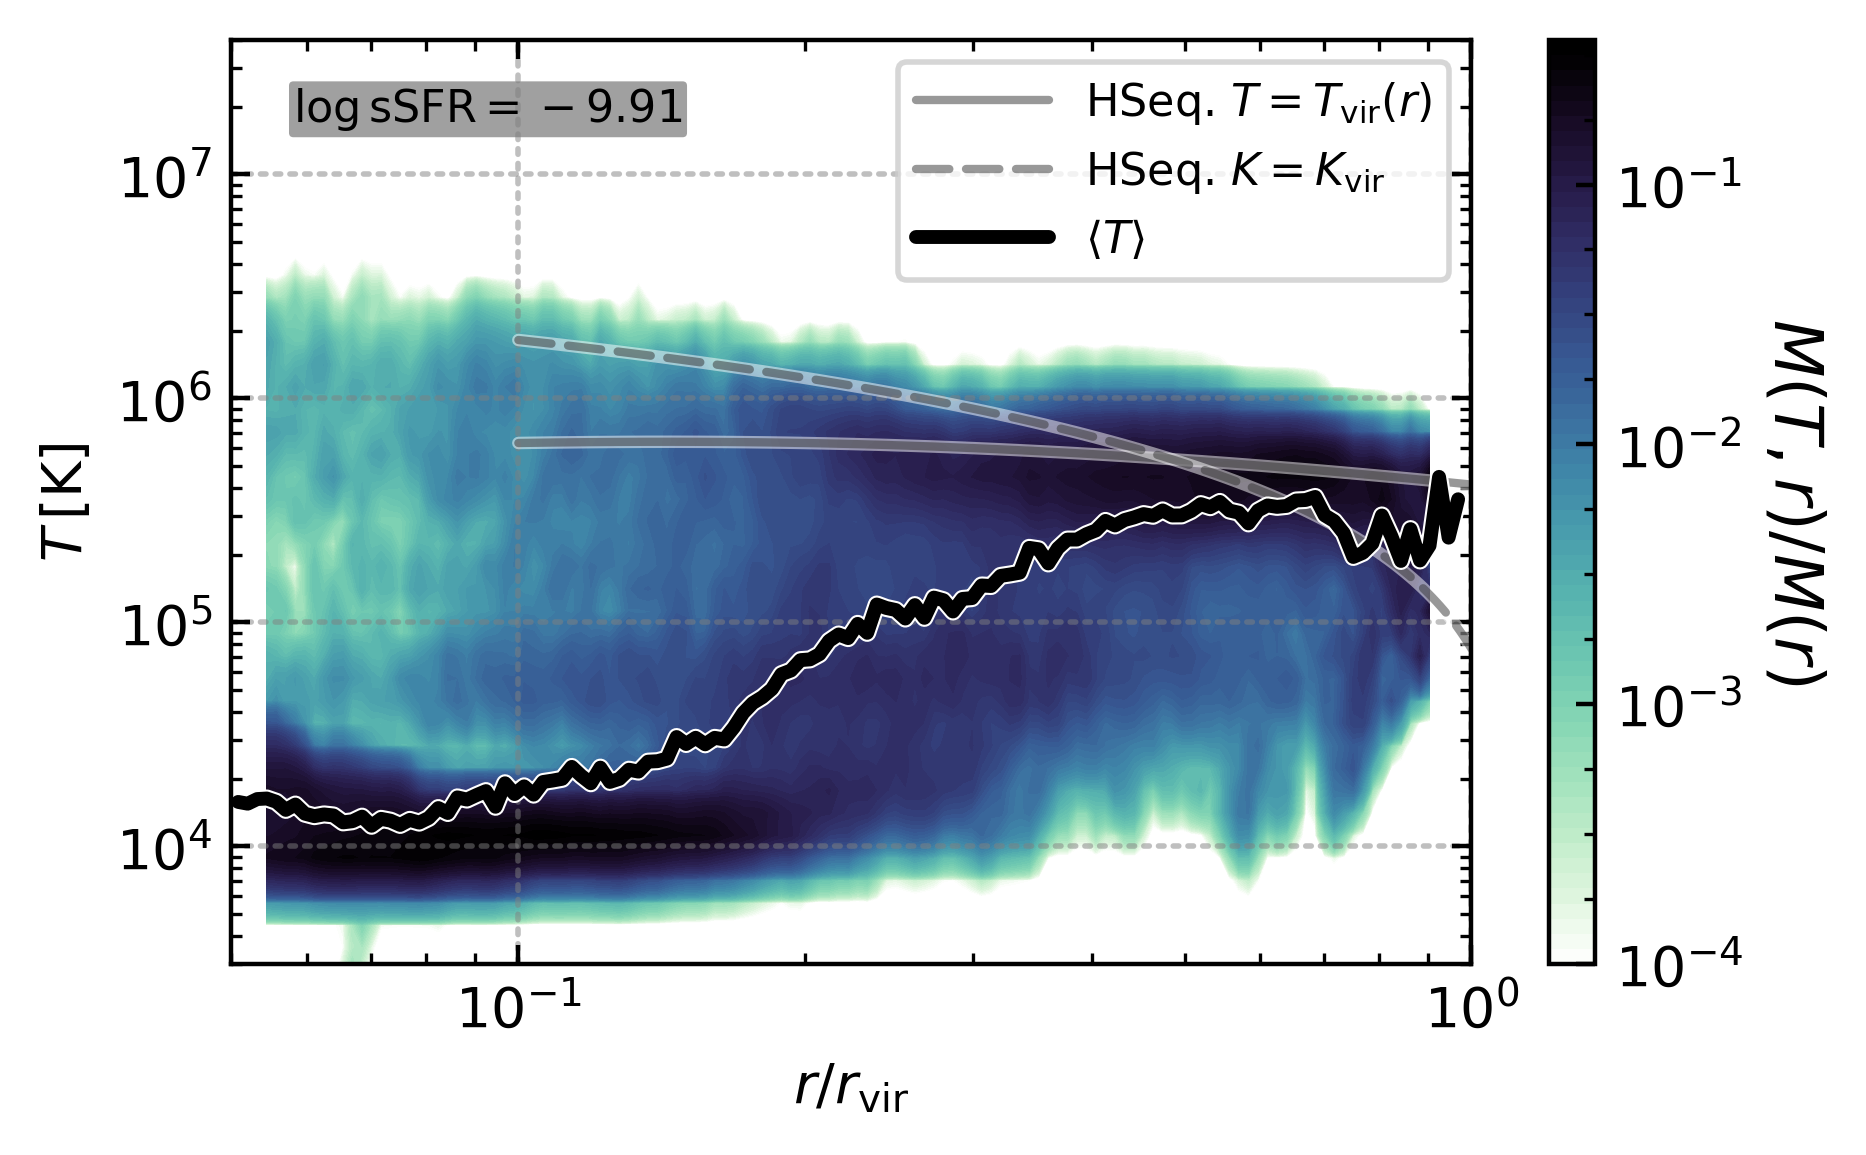 log sSFR = −9.91
HSeq. T = T_vir(r)
HSeq. K = K_vir
⟨T⟩
10^7
10^6
10^5
10^4
T [K]
10^−1
10^0
r/r_vir
10^−1
10^−2
10^−3
10^−4
M(T, r)/M(r)